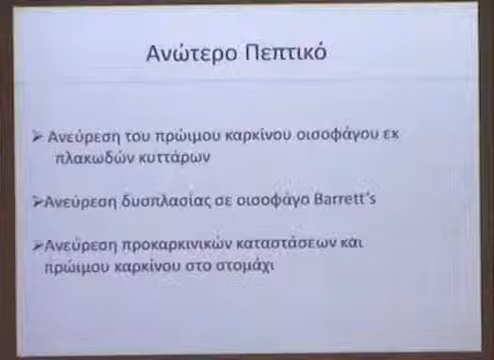 Ανώτερο Πεπτικό
➢ Ανεύρεση του πρώιμου καρκίνου οισοφάγου εκ
πλακωδών κυττάρων
➢Ανεύρεση δυσπλασίας σε οισοφάγο Barrett's
➢Ανεύρεση προκαρκινικών καταστάσεων και
πρώιμου καρκίνου στο στομάχι